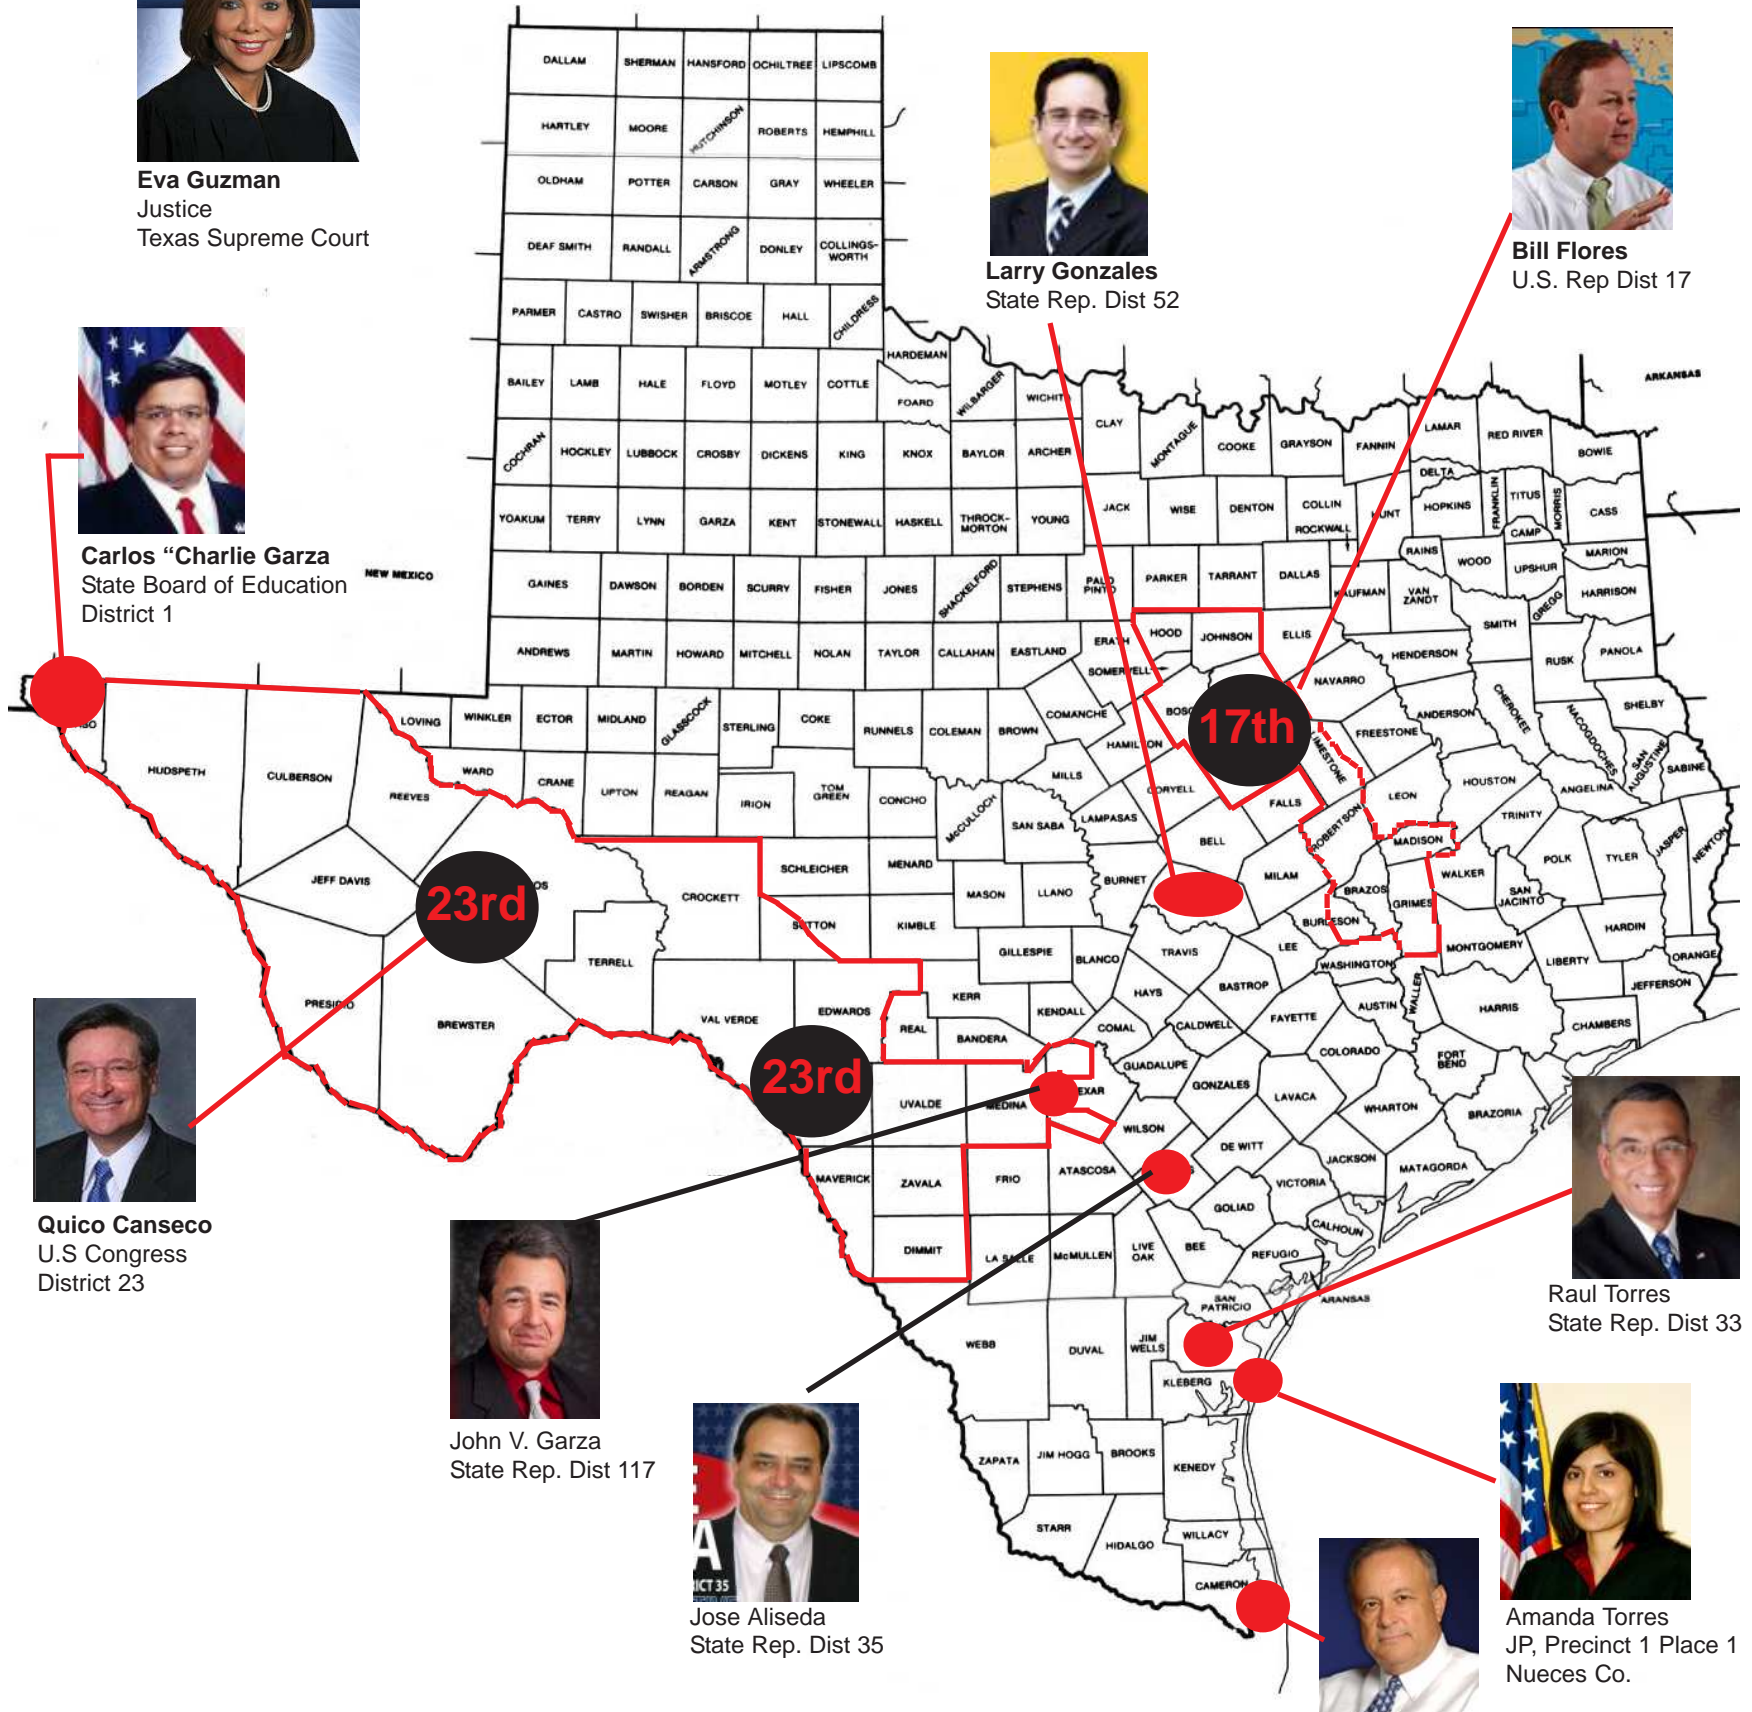 Eva Guzman
Justice
Texas Supreme Court
Larry Gonzales
State Rep. Dist 52
Bill Flores
U.S. Rep Dist 17
Carlos “Charlie Garza
State Board of Education
District 1
NEW MEXICO
ARKANSAS
DALLAM SHERMAN HANSFORD OCHILTREE LIPSCOMB
HARTLEY MOORE HUTCHINSON ROBERTS HEMPHILL
OLDHAM POTTER CARSON GRAY WHEELER
DEAF SMITH RANDALL ARMSTRONG DONLEY COLLINGS-
WORTH
PARMER CASTRO SWISHER BRISCOE HALL CHILDRESS
HARDEMAN
BAILEY LAMB HALE FLOYD MOTLEY COTTLE
FOARD WILBARGER WICHITA CLAY MONTAGUE COOKE GRAYSON FANNIN LAMAR RED RIVER BOWIE
DELTA
COCHRAN HOCKLEY LUBBOCK CROSBY DICKENS KING KNOX BAYLOR ARCHER
JACK WISE DENTON COLLIN HUNT HOPKINS FRANKLIN TITUS MORRIS CASS
ROCKWALL CAMP
YOAKUM TERRY LYNN GARZA KENT STONEWALL HASKELL THROCK-
MORTON YOUNG
RAINS WOOD UPSHUR MARION
GAINES DAWSON BORDEN SCURRY FISHER JONES SHACKELFORD STEPHENS PALO
PINTO PARKER TARRANT DALLAS KAUFMAN VAN
ZANDT GREGG HARRISON
SMITH
ANDREWS MARTIN HOWARD MITCHELL NOLAN TAYLOR CALLAHAN EASTLAND ERATH HOOD JOHNSON ELLIS HENDERSON RUSK PANOLA
SOMERVELL NAVARRO
CHEROKEE NACOGDOCHES SHELBY
LOVING WINKLER ECTOR MIDLAND GLASSCOCK STERLING COKE RUNNELS COLEMAN BROWN COMANCHE BOSQ
17th
ANDERSON
FREESTONE
SAN
AUGUSTINE
SABINE
HAMILTON LIMESTONE
HUDSPETH CULBERSON REEVES WARD CRANE UPTON REAGAN IRION TOM
GREEN CONCHO McCULLOCH MILLS CORYELL FALLS LEON HOUSTON ANGELINA
SAN SABA LAMPASAS BELL ROBERTSON MADISON TRINITY
POLK TYLER JASPER NEWTON
JEFF DAVIS
23rd
OS
CROCKETT SCHLEICHER MENARD MASON LLANO BURNET MILAM BRAZOS GRIMES WALKER SAN
JACINTO
SUTTON KIMBLE BURLESON
HARDIN
TERRELL GILLESPIE BLANCO TRAVIS LEE WASHINGTON MONTGOMERY LIBERTY ORANGE
JEFFERSON
PRESIDIO BREWSTER VAL VERDE EDWARDS KERR KENDALL HAYS BASTROP FAYETTE AUSTIN WALLER HARRIS CHAMBERS
REAL BANDERA COMAL CALDWELL COLORADO FORT
BEND
23rd
UVALDE MEDINA EXAR GUADALUPE GONZALES LAVACA WHARTON BRAZORIA
WILSON DE WITT JACKSON MATAGORDA
MAVERICK ZAVALA FRIO ATASCOSA S VICTORIA
GOLIAD CALHOUN
DIMMIT LA SALLE McMULLEN LIVE
OAK BEE REFUGIO
SAN
PATRICIO ARANSAS
WEBB DUVAL JIM
WELLS
KLEBERG
ZAPATA JIM HOGG BROOKS KENEDY
STARR HIDALGO WILLACY
CAMERON
Quico Canseco
U.S Congress
District 23
John V. Garza
State Rep. Dist 117
Jose Aliseda
State Rep. Dist 35
E
A
ICT 35
Raul Torres
State Rep. Dist 33
Amanda Torres
JP, Precinct 1 Place 1
Nueces Co.